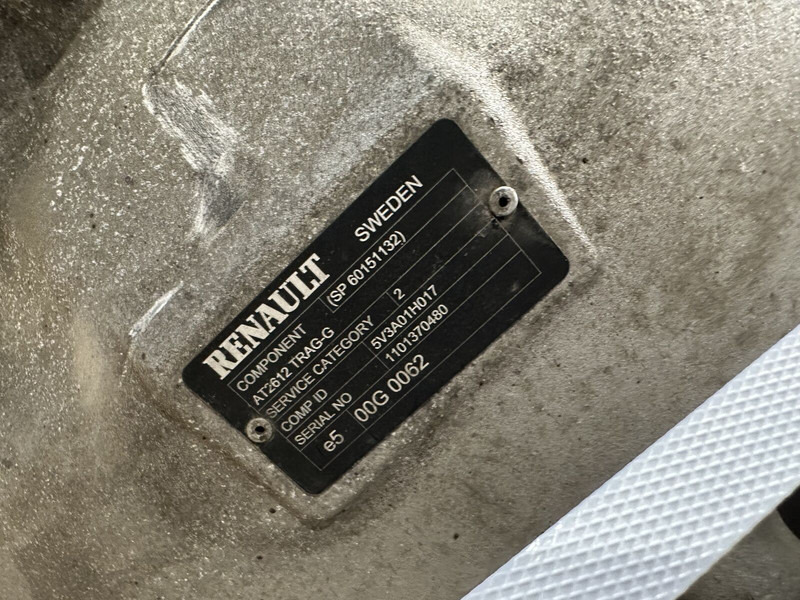 RENAULT SWEDEN
COMPONENT (SP 60151132)
AT2612 TRAG-G
SERVICE CATEGORY 2
COMP ID 5V3A01H017
SERIAL NO 1101370480
e5 00G 0062